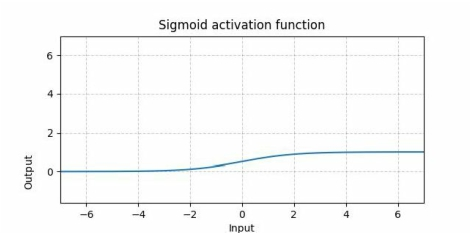 Sigmoid activation function
6
4
2
0
Output
−6 −4 −2 0 2 4 6
Input